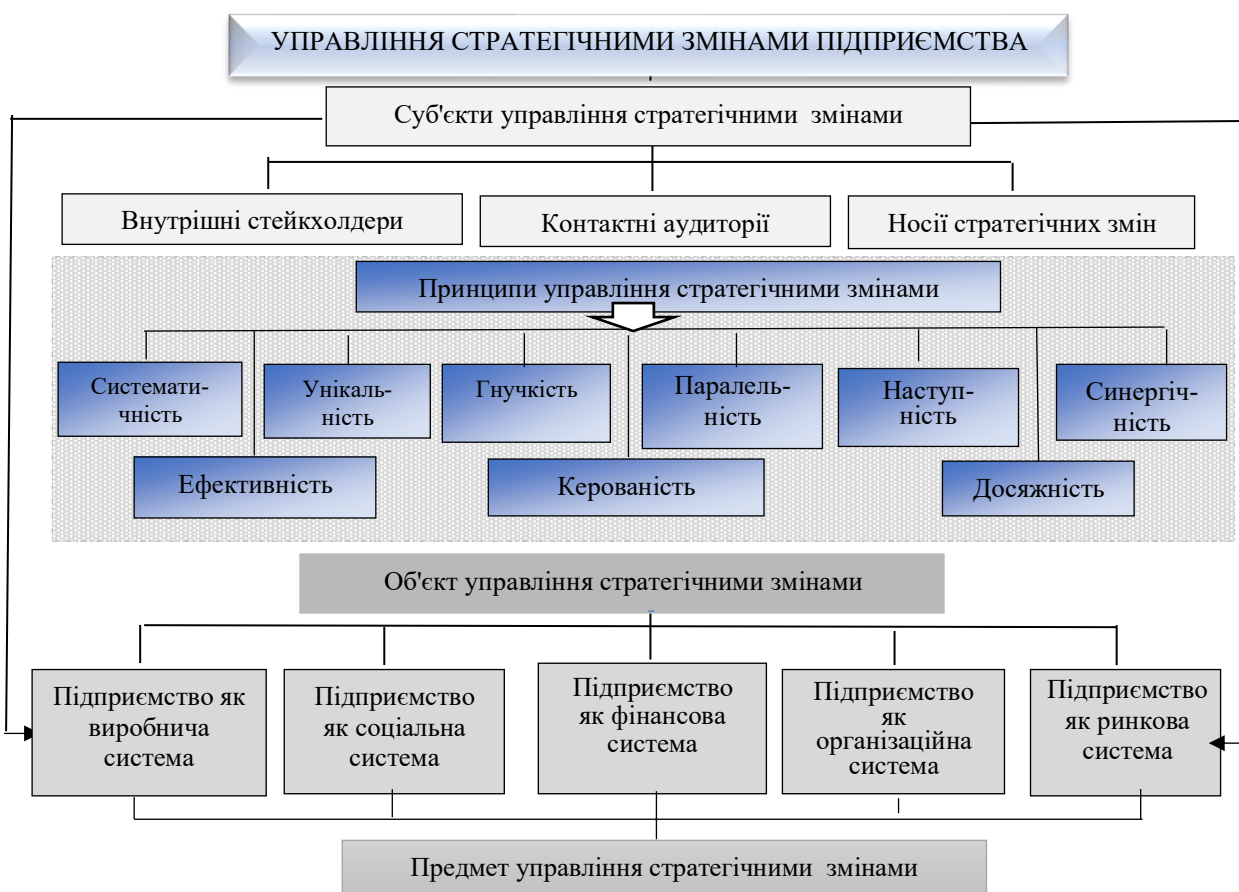 УПРАВЛІННЯ СТРАТЕГІЧНИМИ ЗМІНАМИ ПІДПРИЄМСТВА
Суб'єкти управління стратегічними змінами
Внутрішні стейкхолдери
Контактні аудиторії
Носії стратегічних змін
Принципи управління стратегічними змінами
Системати-
чність
Унікаль-
ність
Гнучкість
Паралель-
ність
Наступ-
ність
Синергіч-
ність
Ефективність
Керованість
Досяжність
Об'єкт управління стратегічними змінами
Підприємство як
виробнича
система
Підприємство
як соціальна
система
Підприємство
як фінансова
система
Підприємство
як
організаційна
система
Підприємство
як ринкова
система
Предмет управління стратегічними змінами